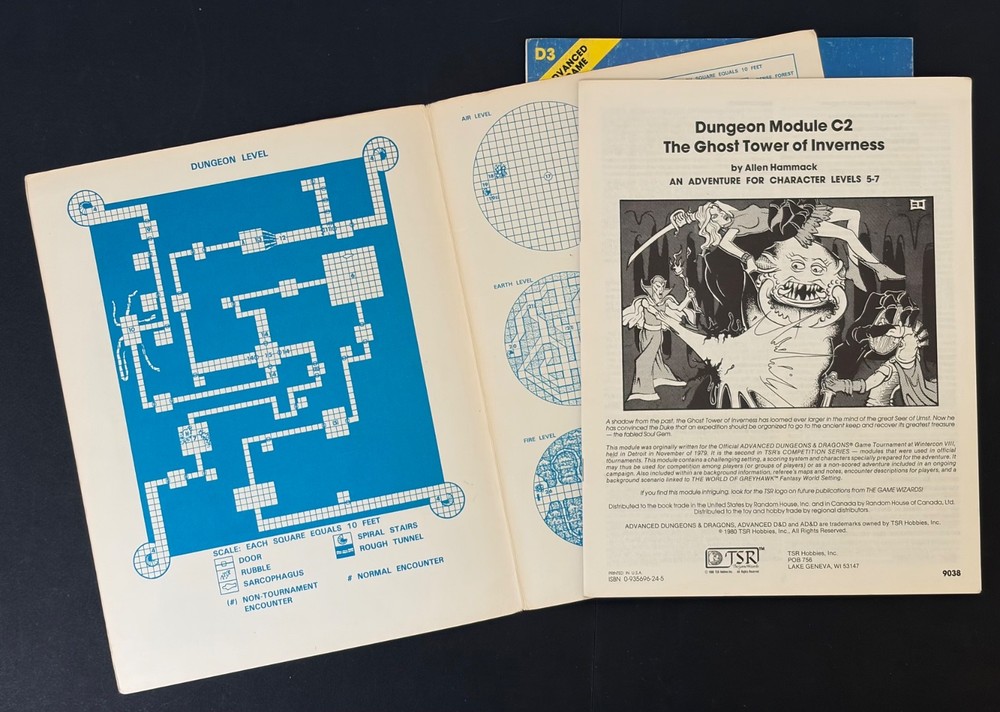 DUNGEON LEVEL
SCALE: EACH SQUARE EQUALS 10 FEET
DOOR
RUBBLE
SARCOPHAGUS
SPIRAL STAIRS
ROUGH TUNNEL
(#) NON-TOURNAMENT
ENCOUNTER
# NORMAL ENCOUNTER
AIR LEVEL
EARTH LEVEL
FIRE LEVEL
D3
ADVANCED
GAME
SQUARE EQUALS 10 FEET
FOREST
Dungeon Module C2
The Ghost Tower of Inverness
by Allen Hammack
AN ADVENTURE FOR CHARACTER LEVELS 5-7
A shadow from the past, the Ghost Tower of Inverness has loomed ever larger in the mind of the great Seer of Urnst. Now he
has convinced the Duke that an expedition should be organized to go to the ancient keep and recover its greatest treasure
— the fabled Soul Gem.
This module was originally written for the Official ADVANCED DUNGEONS & DRAGONS® Game Tournament at Wintercon VIII,
held in Detroit in November of 1979. It is the second in TSR's COMPETITION SERIES — modules that were used in official
tournaments. This module contains a challenging setting, a scoring system and characters specially prepared for the adventure. It
may thus be used for competition among players (or groups of players) or as a non-scored adventure included in an ongoing
campaign. Also included within are background information, referee's maps and notes, encounter descriptions for players, and a
background scenario linked to THE WORLD OF GREYHAWK™ Fantasy World Setting.
If you find this module intriguing, look for the TSR logo on future publications from THE GAME WIZARDS!
Distributed to the book trade in the United States by Random House, Inc. and in Canada by Random House of Canada, Ltd.
Distributed to the toy and hobby trade by regional distributors.
ADVANCED DUNGEONS & DRAGONS, ADVANCED D&D and AD&D are trademarks owned by TSR Hobbies, Inc.
© 1980 TSR Hobbies, Inc., All Rights Reserved.
TSR™
The Game Wizards
TSR Hobbies, Inc.
POB 756
LAKE GENEVA, WI 53147
PRINTED IN U.S.A.
ISBN 0-935696-24-5
9038